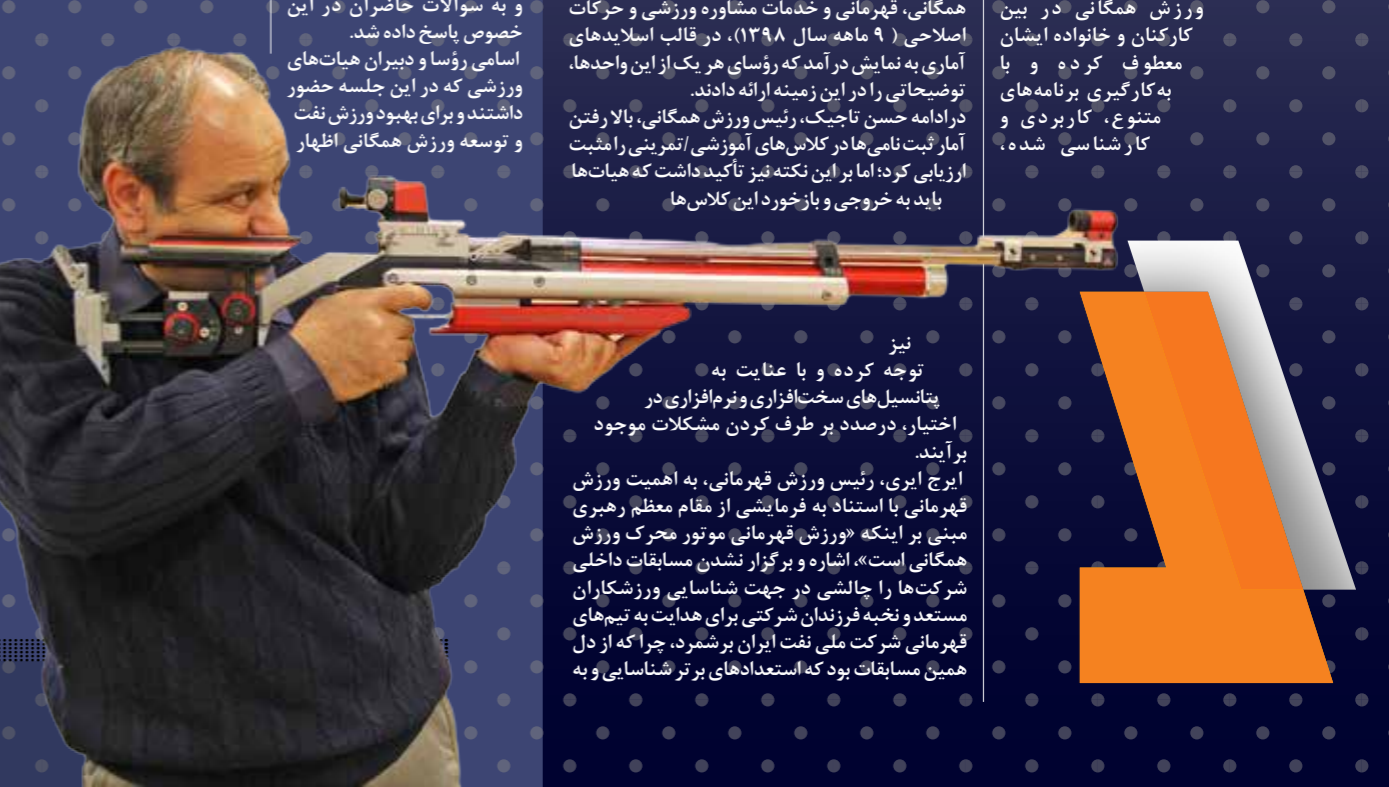 ورزش همگانی در بین
کارکنان و خانواده ایشان
معطوف کرده و با
به‌کارگیری برنامه‌های
متنوع، کاربردی و
کارشناسی شده،
همگانی، قهرمانی و خدمات مشاوره ورزشی و حرکات
اصلاحی ( ۹ ماهه سال ۱۳۹۸)، در قالب اسلایدهای
آماری به نمایش درآمد که رؤسای هر یک از این واحدها،
توضیحاتی را در این زمینه ارائه دادند.
درادامه حسن تاجیک، رئیس ورزش همگانی، بالا رفتن
آمار ثبت نامی‌ها در کلاس‌های آموزشی/تمرینی را مثبت
ارزیابی کرد؛ اما بر این نکته نیز تأکید داشت که هیات‌ها
باید به خروجی و بازخورد این کلاس‌ها
نیز
توجه کرده و با عنایت به
پتانسیل‌های سخت‌افزاری و نرم‌افزاری در
اختیار، درصدد بر طرف کردن مشکلات موجود
برآیند.
ایرج ایری، رئیس ورزش قهرمانی، به اهمیت ورزش
قهرمانی با استناد به فرمایشی از مقام معظم رهبری
مبنی بر اینکه «ورزش قهرمانی موتور محرک ورزش
همگانی است»، اشاره و برگزار نشدن مسابقات داخلی
شرکت‌ها را چالشی در جهت شناسایی ورزشکاران
مستعد و نخبه فرزندان شرکتی برای هدایت به تیم‌های
قهرمانی شرکت ملی نفت ایران برشمرد، چرا که از دل
همین مسابقات بود که استعدادهای برتر شناسایی و به
و به سوالات حاضران در این
خصوص پاسخ داده شد.
اسامی رؤسا و دبیران هیات‌های
ورزشی که در این جلسه حضور
داشتند و برای بهبود ورزش نفت
و توسعه ورزش همگانی اظهار